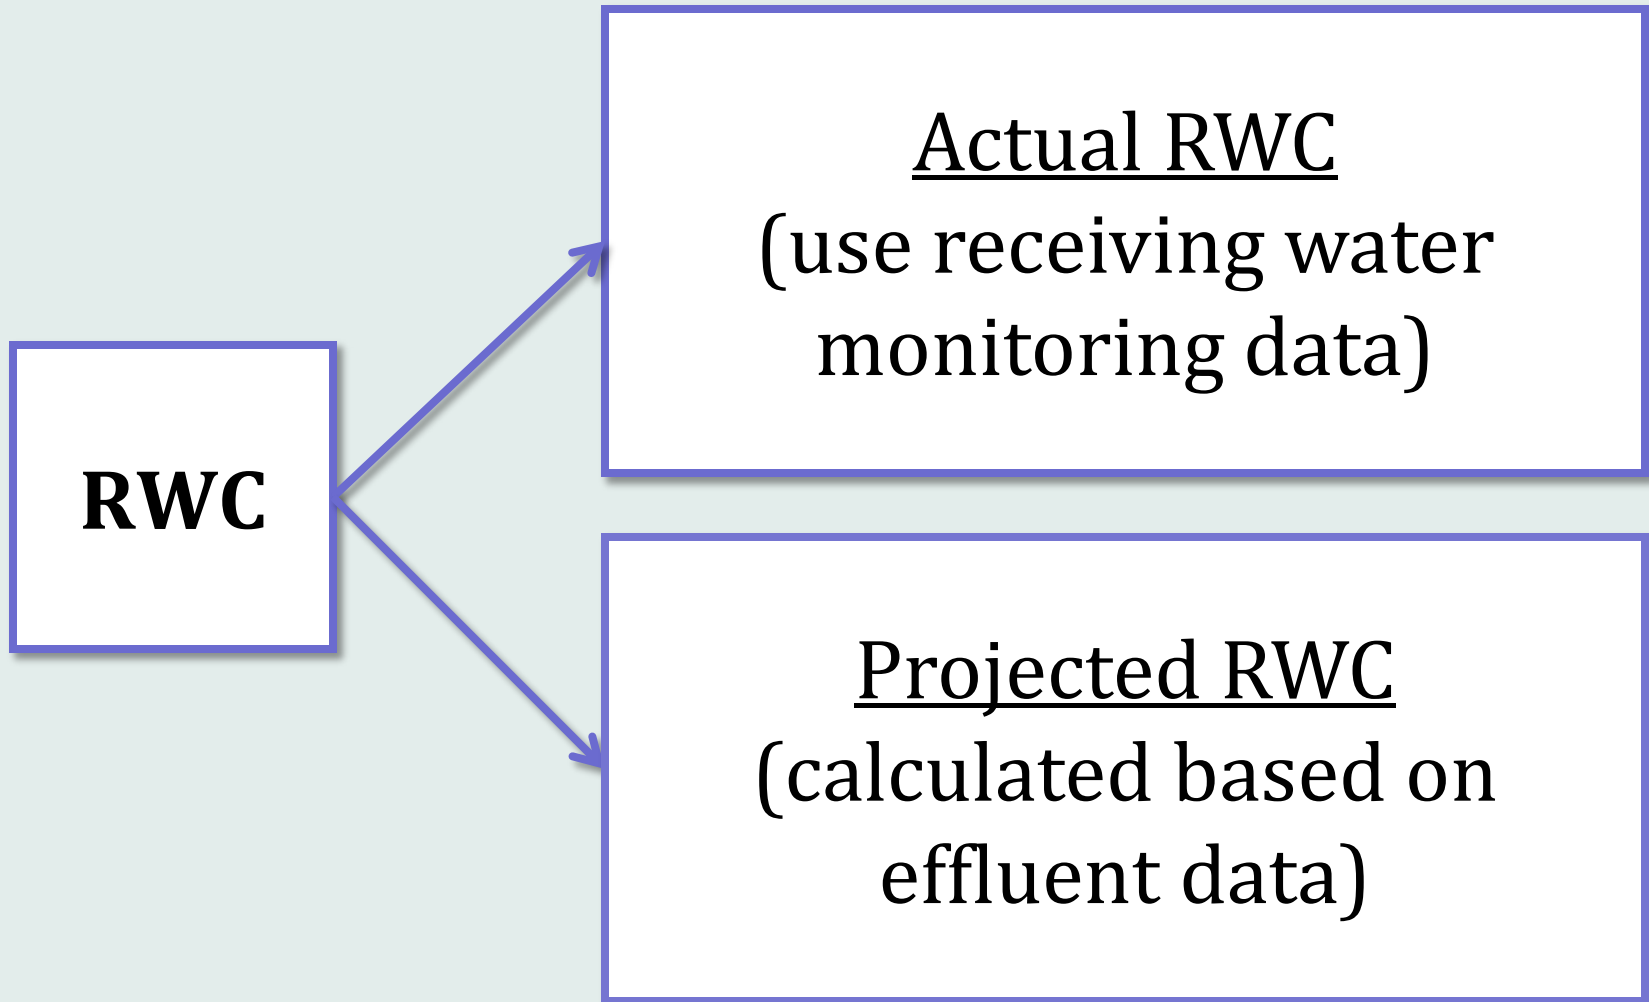 RWC
Actual RWC
(use receiving water
monitoring data)
Projected RWC
(calculated based on
effluent data)